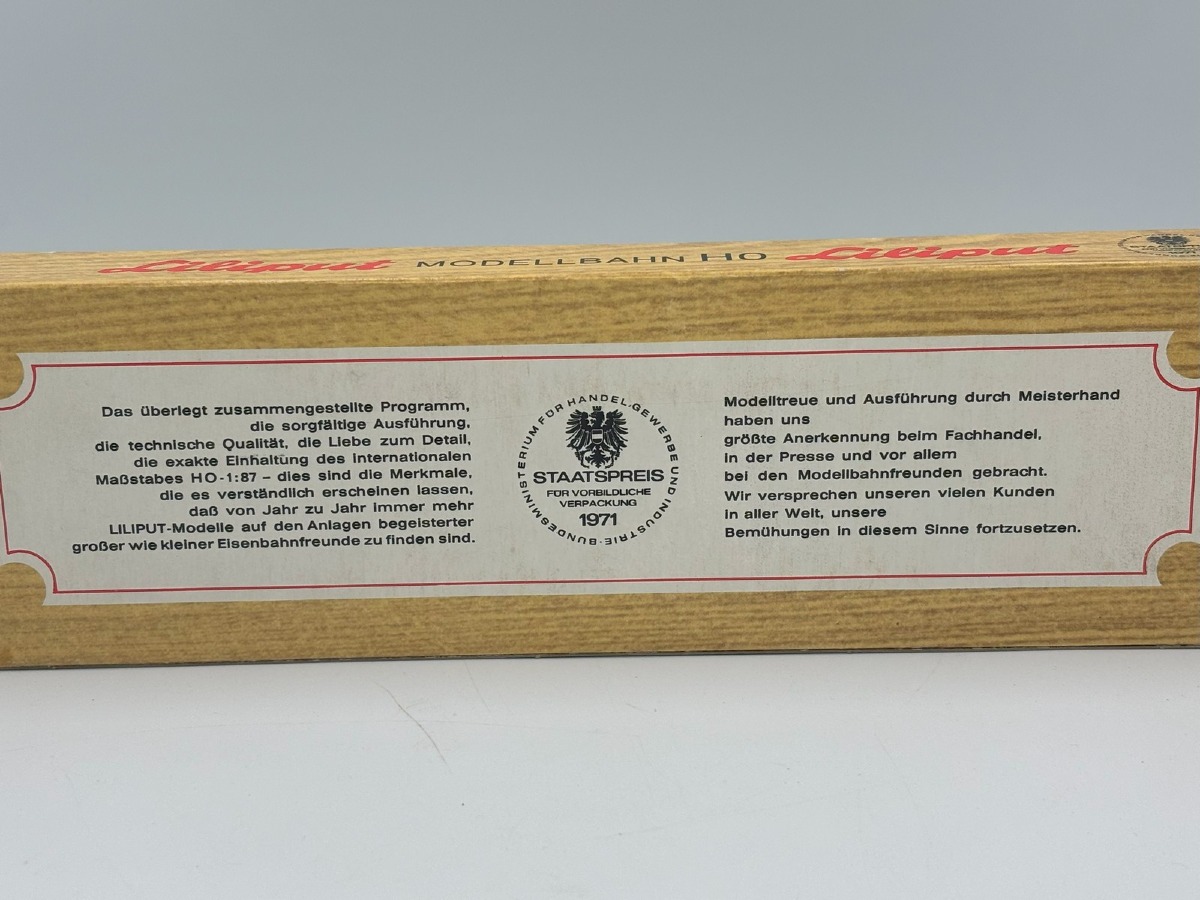 Liliput MODELLBAHN HO Liliput
Das überlegt zusammengestellte Programm,
die sorgfältige Ausführung,
die technische Qualität, die Liebe zum Detail,
die exakte Einhaltung des internationalen
Maßstabes HO-1:87 – dies sind die Merkmale,
die es verständlich erscheinen lassen,
daß von Jahr zu Jahr immer mehr
LILIPUT-Modelle auf den Anlagen begeisterter
großer wie kleiner Eisenbahnfreunde zu finden sind.
BUNDESMINISTERIUM FÜR HANDEL, GEWERBE UND INDUSTRIE ·
STAATSPREIS
FÜR VORBILDLICHE
VERPACKUNG
1971
Modelltreue und Ausführung durch Meisterhand
haben uns
größte Anerkennung beim Fachhandel,
in der Presse und vor allem
bei den Modellbahnfreunden gebracht.
Wir versprechen unseren vielen Kunden
in aller Welt, unsere
Bemühungen in diesem Sinne fortzusetzen.